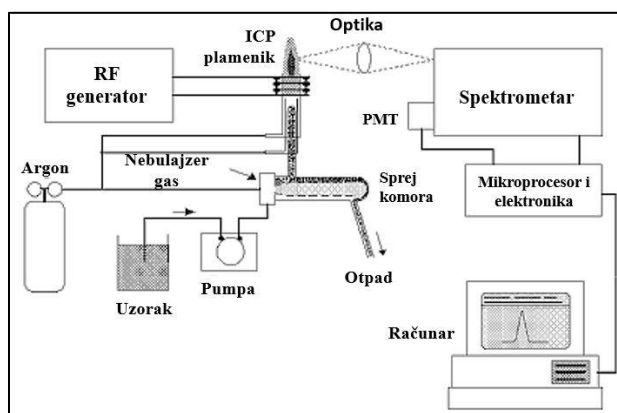 Optika
ICP
plamenik
RF
generator
Spektrometar
PMT
Argon
Nebulajzer
gas
Sprej
komora
Mikroprocesor i
elektronika
Otpad
Uzorak
Pumpa
Računar